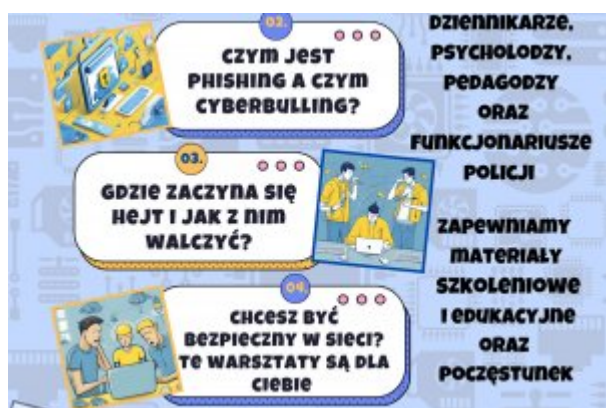 02.
CZYM JEST
PHISHING A CZYM
CYBERBULLING?
03.
GDZIE ZACZYNA SIĘ
HEJT I JAK Z NIM
WALCZYĆ?
04.
CHCESZ BYĆ
BEZPIECZNY W SIECI?
TE WARSZTATY SĄ DLA
CIEBIE
DZIENNIKARZE,
PSYCHOLODZY,
PEDAGODZY
ORAZ
FUNKCJONARIUSZE
POLICJI
ZAPEWNIAMY
MATERIAŁY
SZKOLENIOWE
I EDUKACYJNE
ORAZ
POCZĘSTUNEK